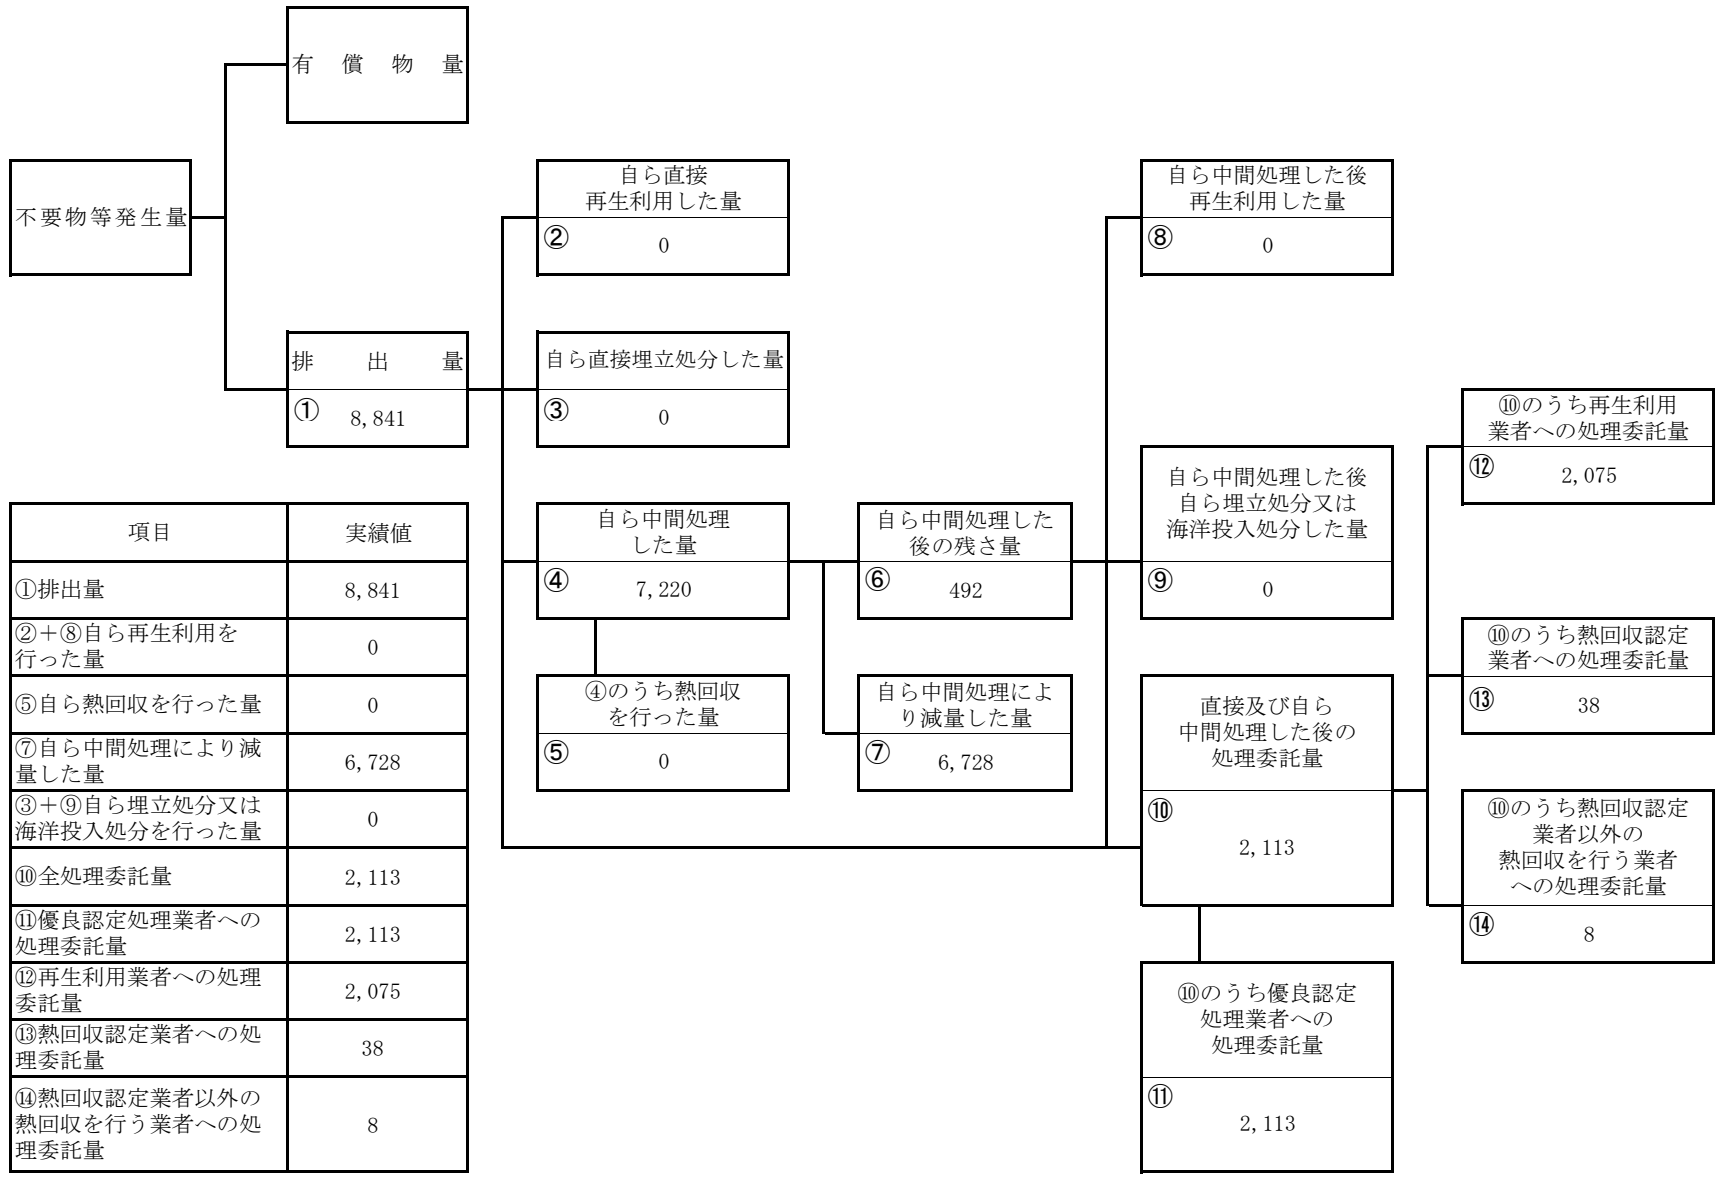 有償物量
不要物等発生量
排出量
① 8,841
自ら直接
再生利用した量
② 0
自ら直接埋立処分した量
③ 0
自ら中間処理
した量
④ 7,220
④のうち熱回収
を行った量
⑤ 0
自ら中間処理した
後の残さ量
⑥ 492
自ら中間処理によ
り減量した量
⑦ 6,728
自ら中間処理した後
再生利用した量
⑧ 0
自ら中間処理した後
自ら埋立処分又は
海洋投入処分した量
⑨ 0
直接及び自ら
中間処理した後の
処理委託量
⑩
2,113
⑩のうち優良認定
処理業者への
処理委託量
⑪
2,113
⑩のうち再生利用
業者への処理委託量
⑫ 2,075
⑩のうち熱回収認定
業者への処理委託量
⑬ 38
⑩のうち熱回収認定
業者以外の
熱回収を行う業者
への処理委託量
⑭ 8
項目 実績値
①排出量 8,841
②＋⑧自ら再生利用を
行った量 0
⑤自ら熱回収を行った量 0
⑦自ら中間処理により減
量した量 6,728
③＋⑨自ら埋立処分又は
海洋投入処分を行った量 0
⑩全処理委託量 2,113
⑪優良認定処理業者への
処理委託量 2,113
⑫再生利用業者への処理
委託量 2,075
⑬熱回収認定業者への処
理委託量 38
⑭熱回収認定業者以外の
熱回収を行う業者への処
理委託量 8